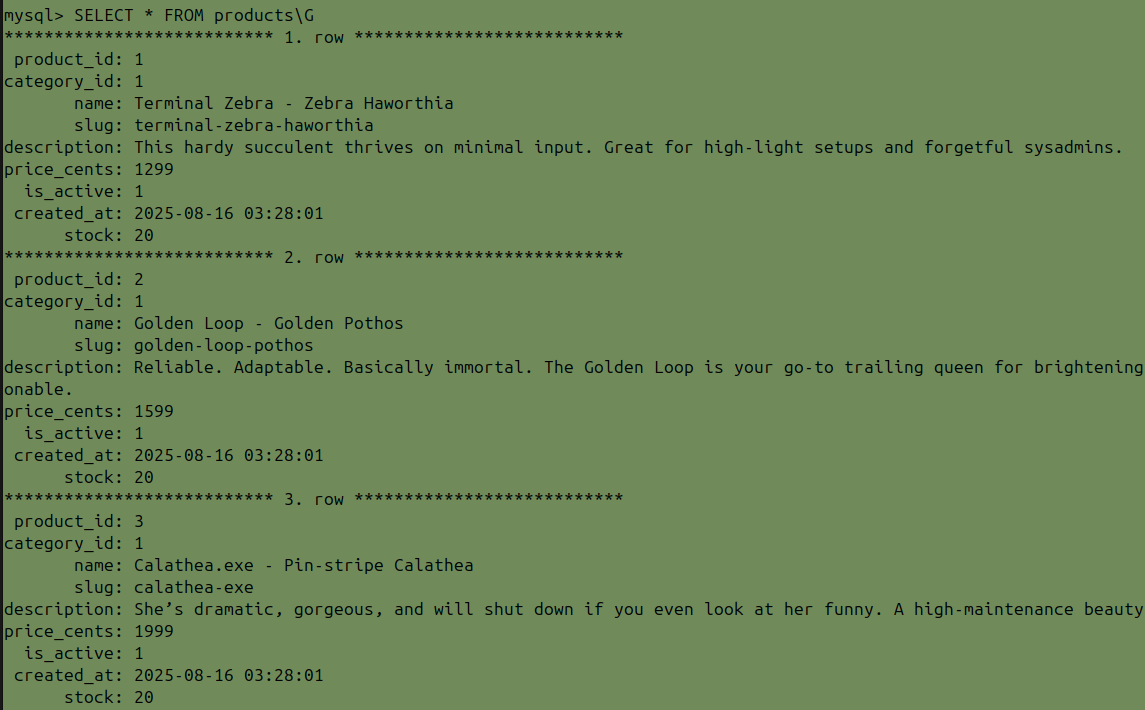 mysql> SELECT * FROM products\G
*************************** 1. row ***************************
 product_id: 1
category_id: 1
       name: Terminal Zebra - Zebra Haworthia
       slug: terminal-zebra-haworthia
description: This hardy succulent thrives on minimal input. Great for high-light setups and forgetful sysadmins.
price_cents: 1299
  is_active: 1
 created_at: 2025-08-16 03:28:01
      stock: 20
*************************** 2. row ***************************
 product_id: 2
category_id: 1
       name: Golden Loop - Golden Pothos
       slug: golden-loop-pothos
description: Reliable. Adaptable. Basically immortal. The Golden Loop is your go-to trailing queen for brightening
onable.
price_cents: 1599
  is_active: 1
 created_at: 2025-08-16 03:28:01
      stock: 20
*************************** 3. row ***************************
 product_id: 3
category_id: 1
       name: Calathea.exe - Pin-stripe Calathea
       slug: calathea-exe
description: She’s dramatic, gorgeous, and will shut down if you even look at her funny. A high-maintenance beauty
price_cents: 1999
  is_active: 1
 created_at: 2025-08-16 03:28:01
      stock: 20